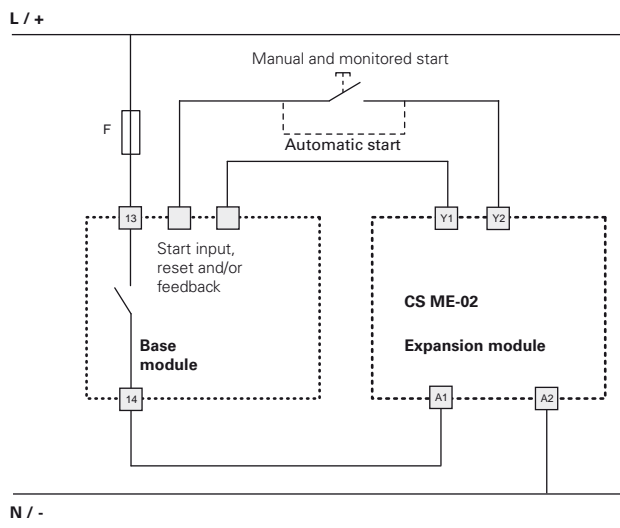 L / +
Manual and monitored start
F
Automatic start
13
Y1
Y2
Start input,
reset and/or
feedback
CS ME-02
Base
module
Expansion module
14
A1
A2
N / -